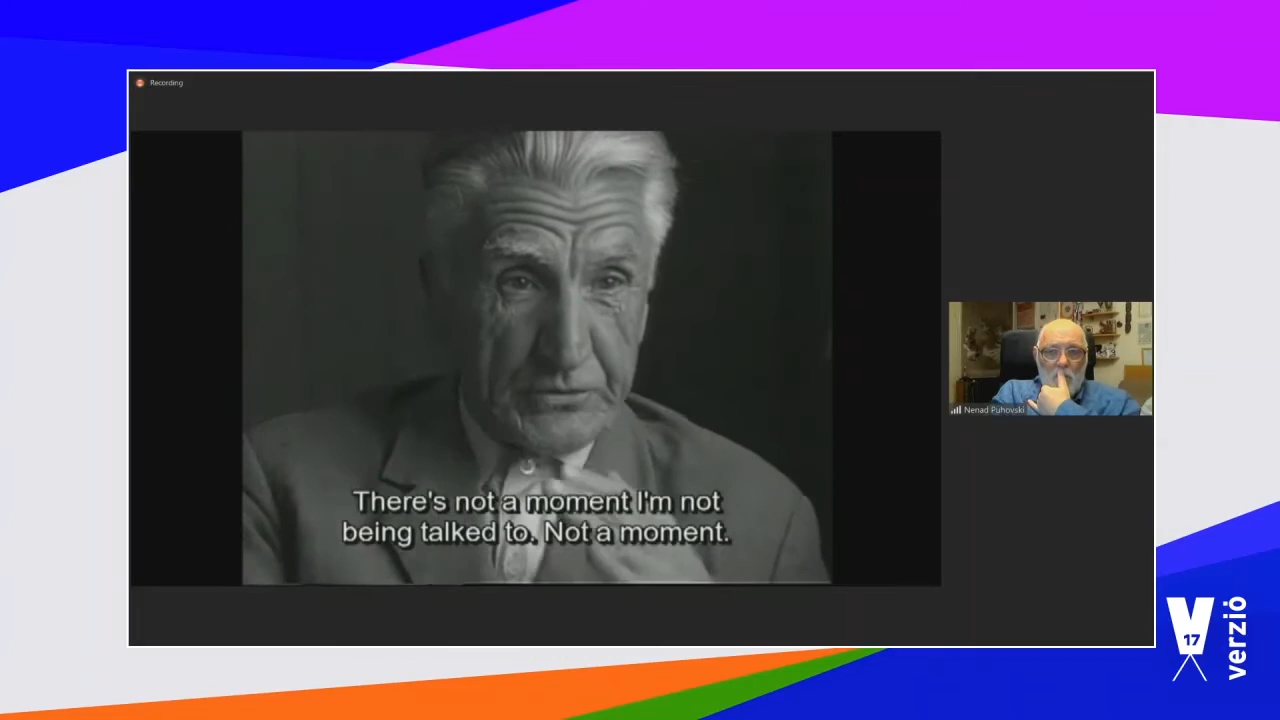 Recording
There's not a moment I'm not
being talked to. Not a moment.
Nenad Puhovski
17
verzió